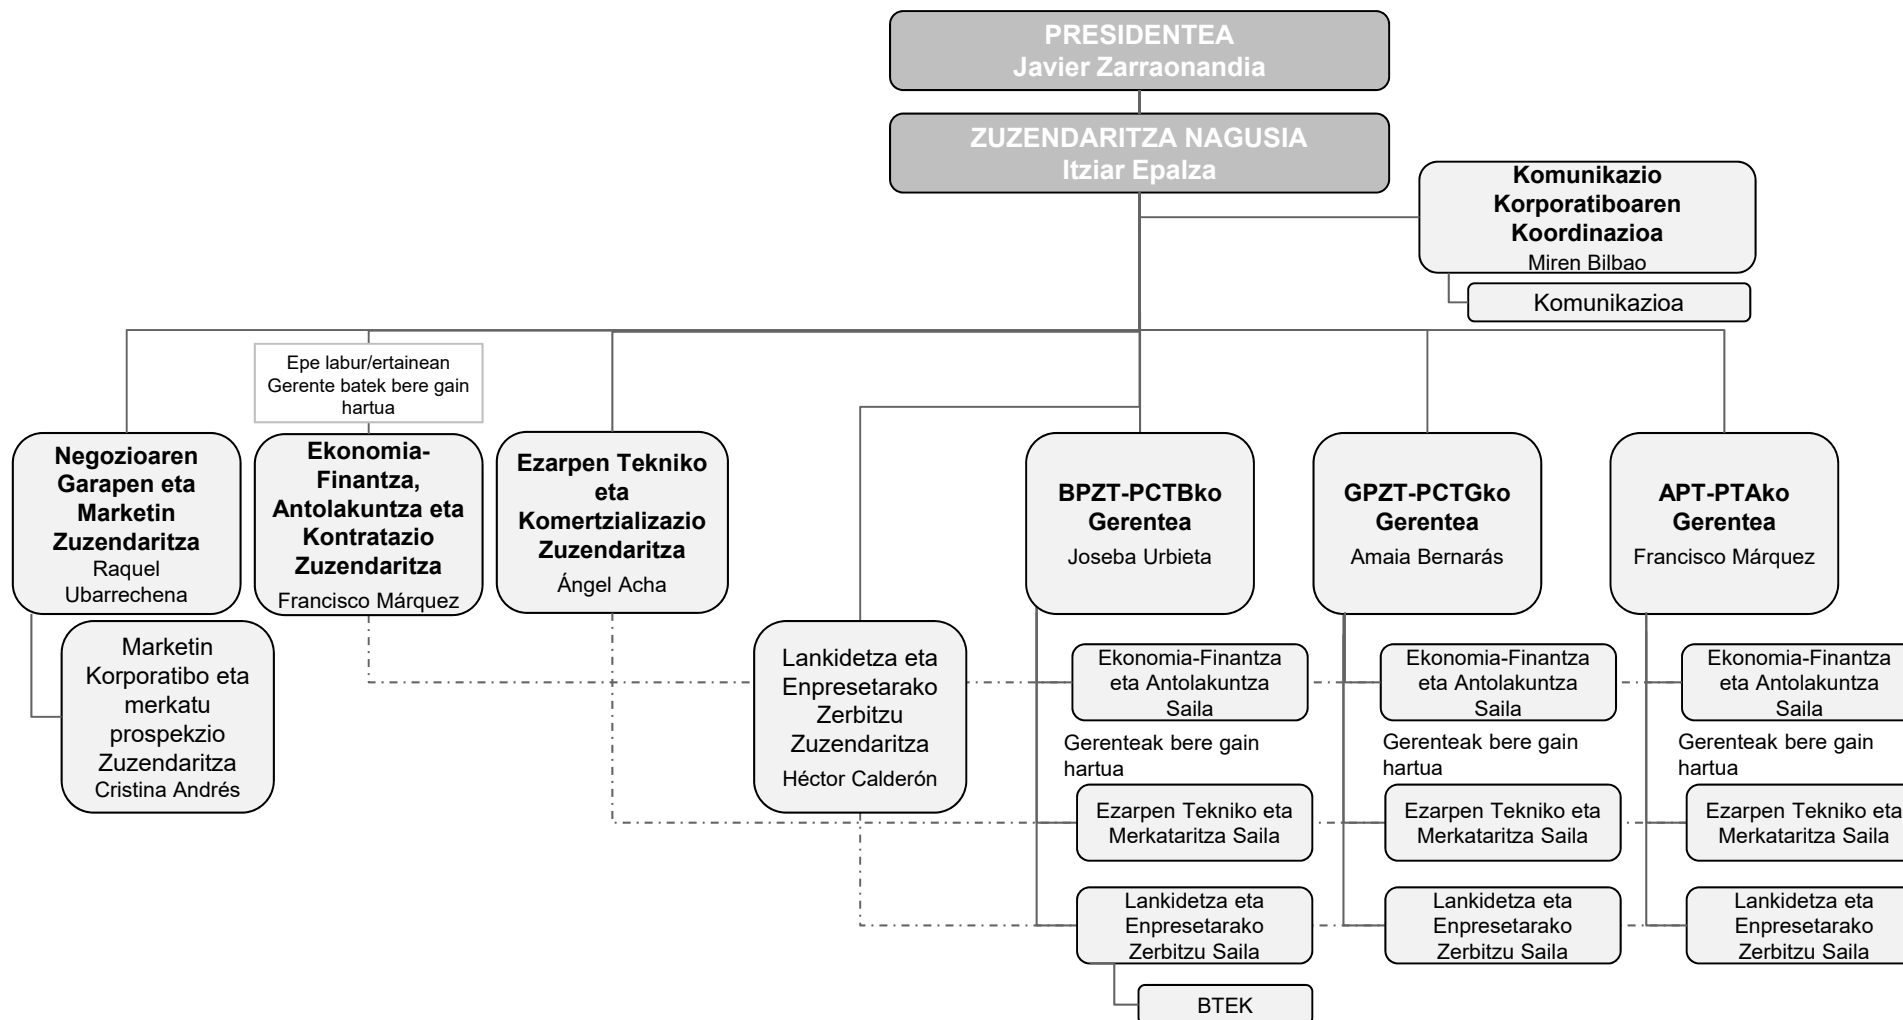 PRESIDENTEA
Javier Zarraonandia
ZUZENDARITZA NAGUSIA
Itziar Epalza
Komunikazio
Korporatiboaren
Koordinazioa
Miren Bilbao
Komunikazioa
Epe labur/ertainean
Gerente batek bere gain
hartua
Negozioaren
Garapen eta
Marketin
Zuzendaritza
Raquel
Ubarrechena
Ekonomia-
Finantza,
Antolakuntza eta
Kontratazio
Zuzendaritza
Francisco Márquez
Ezarpen Tekniko
eta
Komertzializazio
Zuzendaritza
Ángel Acha
BPZT-PCTBko
Gerentea
Joseba Urbieta
GPZT-PCTGko
Gerentea
Amaia Bernarás
APT-PTAko
Gerentea
Francisco Márquez
Marketin
Korporatibo eta
merkatu
prospekzio
Zuzendaritza
Cristina Andrés
Lankidetza eta
Enpresetarako
Zerbitzu
Zuzendaritza
Héctor Calderón
Ekonomia-Finantza
eta Antolakuntza
Saila
Ekonomia-Finantza
eta Antolakuntza
Saila
Ekonomia-Finantza
eta Antolakuntza
Saila
Gerenteak bere gain
hartua
Gerenteak bere gain
hartua
Gerenteak bere gain
hartua
Ezarpen Tekniko eta
Merkataritza Saila
Ezarpen Tekniko eta
Merkataritza Saila
Ezarpen Tekniko eta
Merkataritza Saila
Lankidetza eta
Enpresetarako
Zerbitzu Saila
Lankidetza eta
Enpresetarako
Zerbitzu Saila
Lankidetza eta
Enpresetarako
Zerbitzu Saila
BTEK